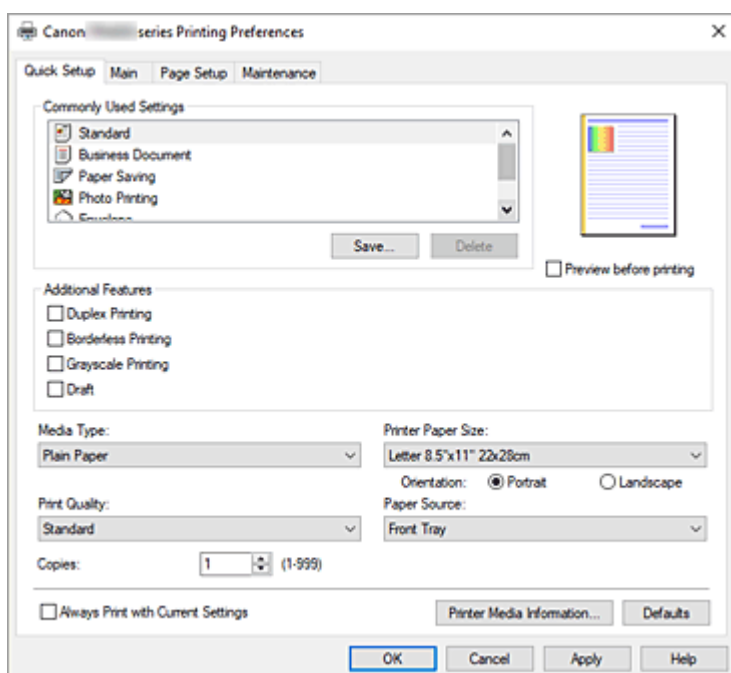 Canon series Printing Preferences
Quick Setup Main Page Setup Maintenance
Commonly Used Settings
Standard
Business Document
Paper Saving
Photo Printing
Save... Delete
Preview before printing
Additional Features
Duplex Printing
Borderless Printing
Grayscale Printing
Draft
Media Type: Printer Paper Size:
Plain Paper Letter 8.5"x11" 22x28cm
Orientation: Portrait Landscape
Print Quality: Paper Source:
Standard Front Tray
Copies: 1 (1-999)
Always Print with Current Settings Printer Media Information... Defaults
OK Cancel Apply Help